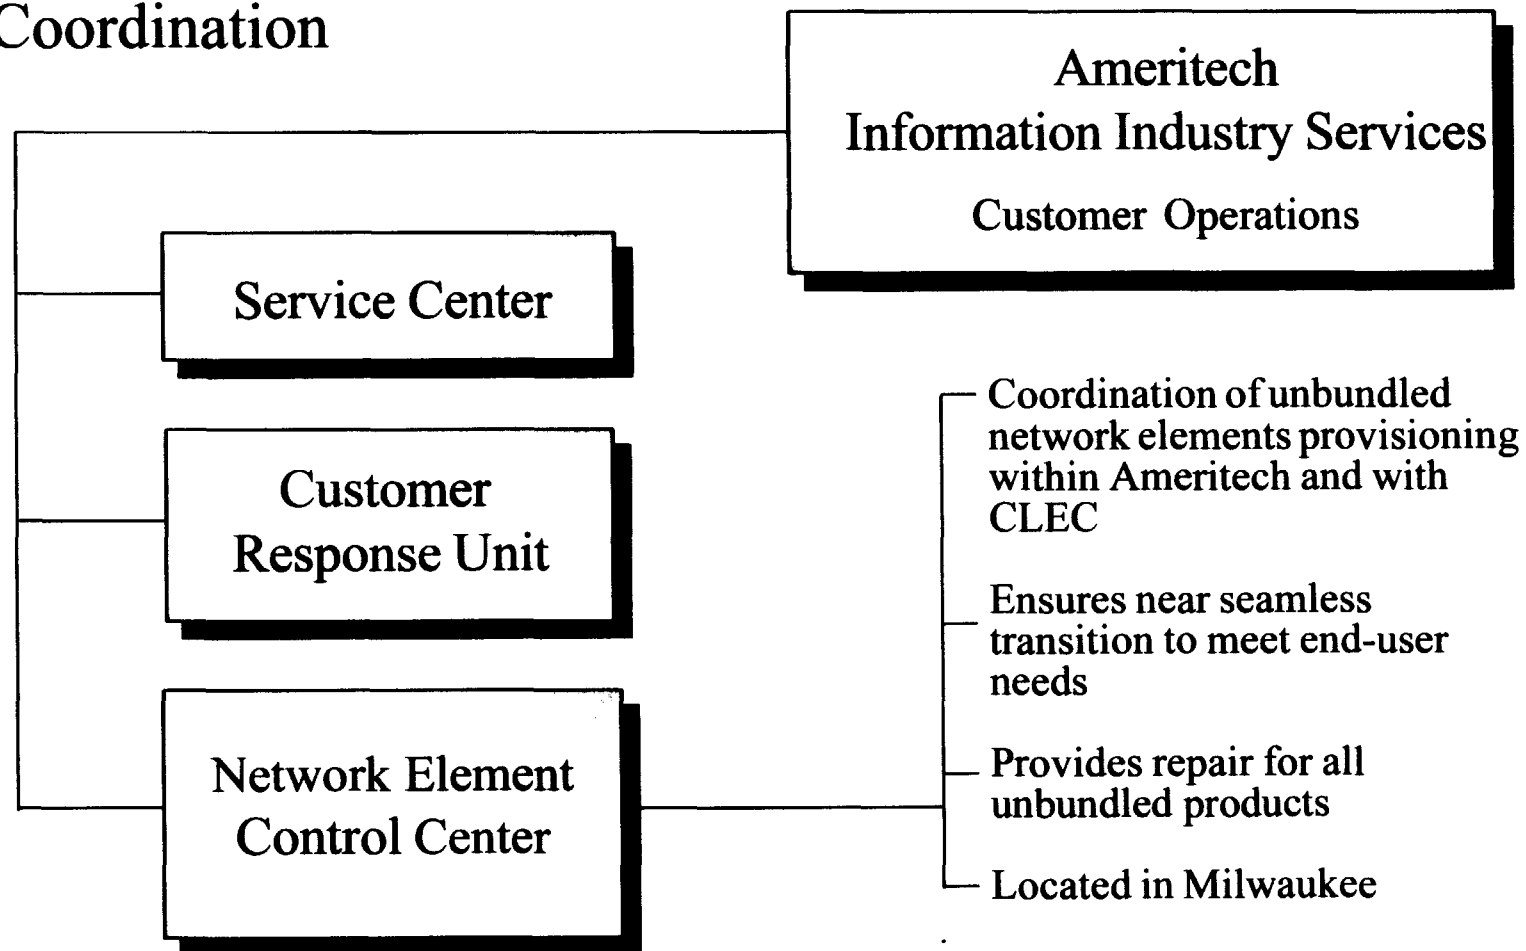 Coordination
Ameritech
Information Industry Services
Customer Operations
Service Center
Customer
Response Unit
Network Element
Control Center
Coordination of unbundled
network elements provisioning
within Ameritech and with
CLEC
Ensures near seamless
transition to meet end-user
needs
Provides repair for all
unbundled products
Located in Milwaukee